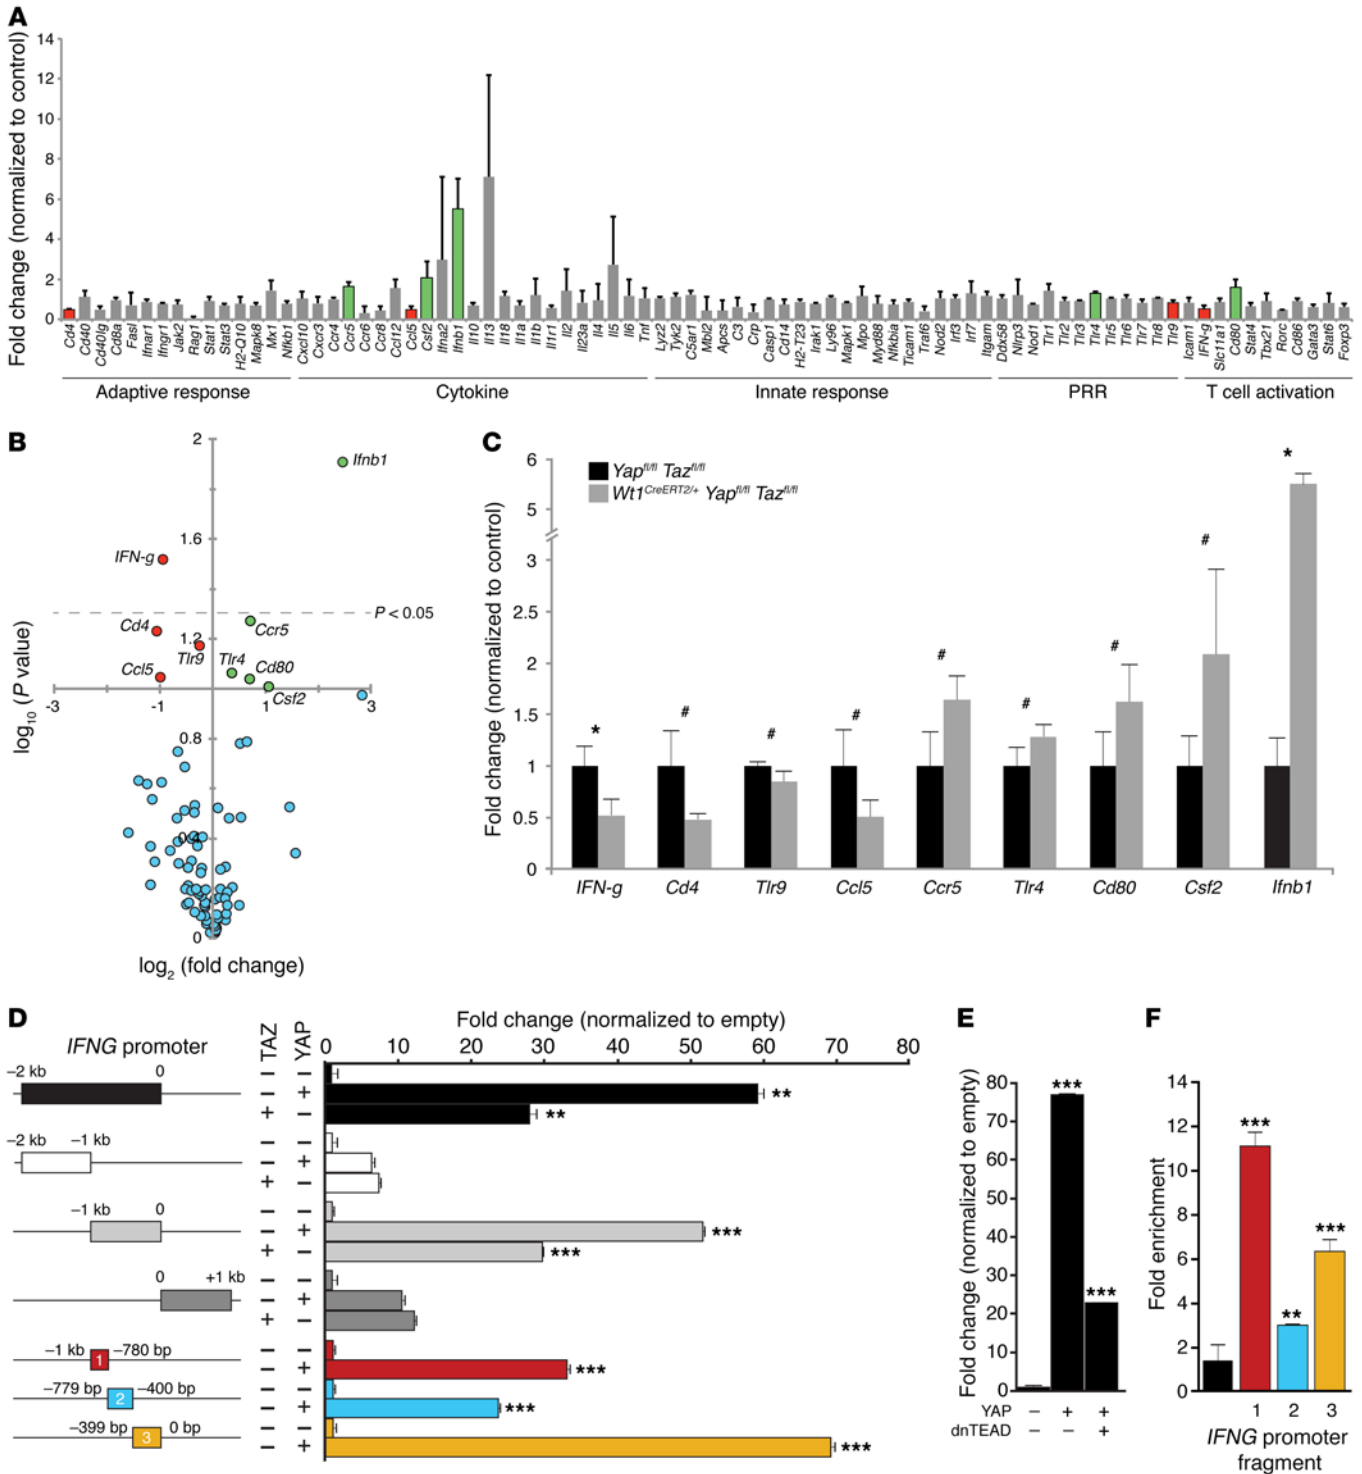 A
Fold change (normalized to control)
14
12
10
8
6
4
2
0
Cd4 Cd40 Cd40lg Cd8a Fasl Ifnar1 Ifngr1 Jak2 Rag1 Stat1 Stat3 H2-Q10 Mapk8 Mx1 Nfkb1 Cxcl10 Cxcr3 Ccr4 Ccr5 Ccr6 Ccr8 Ccl12 Ccl5 Csf2 Ifna2 Ifnb1 Il10 Il13 Il18 Il1a Il1b Il1r1 Il2 Il23a Il4 Il5 Il6 Tnf Lyz2 Tyk2 C5ar1 Mbl2 Apcs C3 Crp Casp1 Cd14 H2-T23 Irak1 Ly96 Mapk1 Mpo Myd88 Nfkbia Ticam1 Traf6 Nod2 Irf3 Irf7 Itgam Ddx58 Nlrp3 Nod1 Tlr1 Tlr2 Tlr3 Tlr4 Tlr5 Tlr6 Tlr7 Tlr8 Tlr9 Icam1 IFN-g Slc11a1 Cd80 Stat4 Tbx21 Rorc Cd86 Gata3 Stat6 Foxp3
Adaptive response Cytokine Innate response PRR T cell activation
B
log10 (P value)
2
1.6
1.2
0.8
0.4
0
-3 -1 1 3
Ifnb1
IFN-g
P < 0.05
Cd4
Ccr5
Tlr9
Tlr4
Cd80
Ccl5
Csf2
log2 (fold change)
C
Fold change (normalized to control)
6
5
3
2.5
2
1.5
1
0.5
0
Yapfl/fl Tazfl/fl
Wt1CreERT2/+ Yapfl/fl Tazfl/fl
* # # # # # # # *
IFN-g Cd4 Tlr9 Ccl5 Ccr5 Tlr4 Cd80 Csf2 Ifnb1
D
IFNG promoter
TAZ
YAP
Fold change (normalized to empty)
0 10 20 30 40 50 60 70 80
−2 kb 0
− −
− + **
+ − **
−2 kb −1 kb
− −
− +
+ −
−1 kb 0
− −
− + ***
+ − ***
0 +1 kb
− −
− +
+ −
−1 kb 1 −780 bp
− −
− + ***
−779 bp 2 −400 bp
− −
− + ***
−399 bp 3 0 bp
− −
− + ***
E
Fold change (normalized to empty)
80
70
60
50
40
30
20
10
0
***
***
YAP − + +
dnTEAD − − +
F
Fold enrichment
14
12
10
8
6
4
2
0
***
**
***
1 2 3
IFNG promoter
fragment